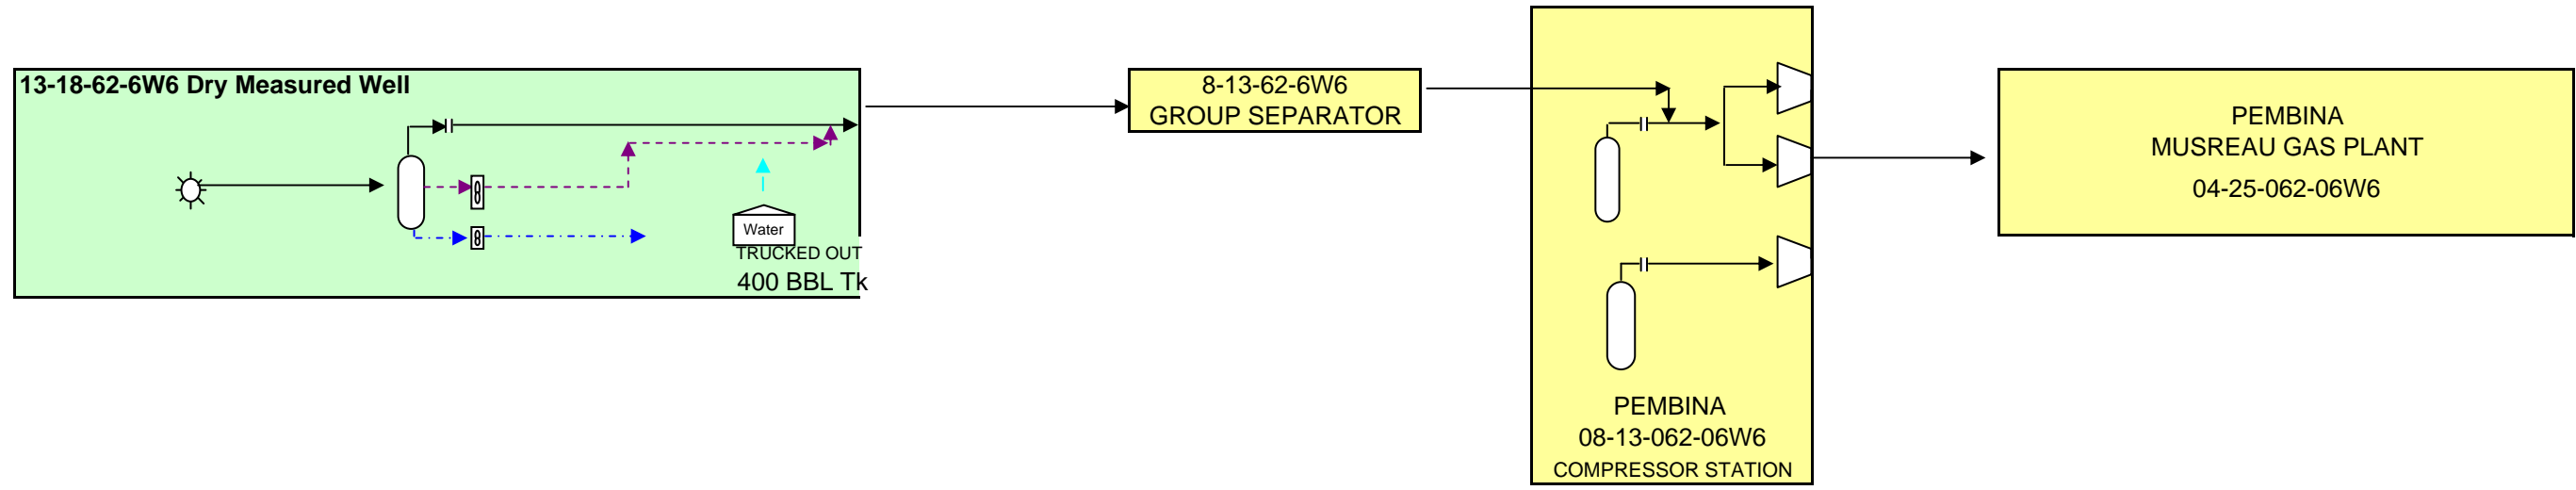 13-18-62-6W6 Dry Measured Well
Water
TRUCKED OUT
400 BBL Tk
8-13-62-6W6
GROUP SEPARATOR
PEMBINA
08-13-062-06W6
COMPRESSOR STATION
PEMBINA
MUSREAU GAS PLANT
04-25-062-06W6